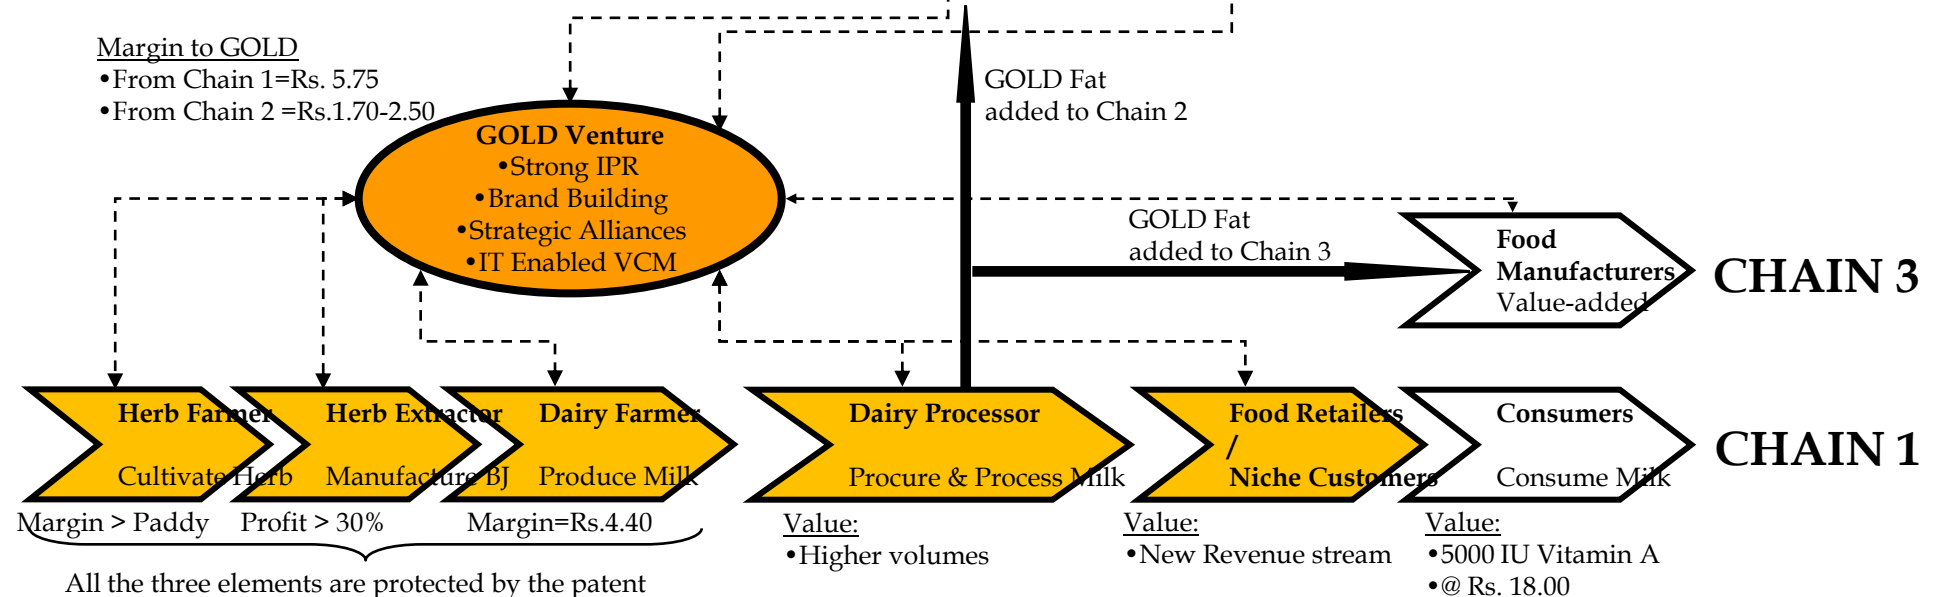 Margin to GOLD
•From Chain 1=Rs. 5.75
•From Chain 2 =Rs.1.70-2.50
GOLD Fat
added to Chain 2
GOLD Venture
•Strong IPR
•Brand Building
•Strategic Alliances
•IT Enabled VCM
GOLD Fat
added to Chain 3
Food
Manufacturers
Value-added
CHAIN 3
Herb Farmer
Cultivate Herb
Herb Extractor
Manufacture BJ
Dairy Farmer
Produce Milk
Dairy Processor
Procure & Process Milk
Food Retailers
/
Niche Customers
Consumers
Consume Milk
CHAIN 1
Margin > Paddy
Profit > 30%
Margin=Rs.4.40
All the three elements are protected by the patent
Value:
•Higher volumes
Value:
•New Revenue stream
Value:
•5000 IU Vitamin A
•@ Rs. 18.00